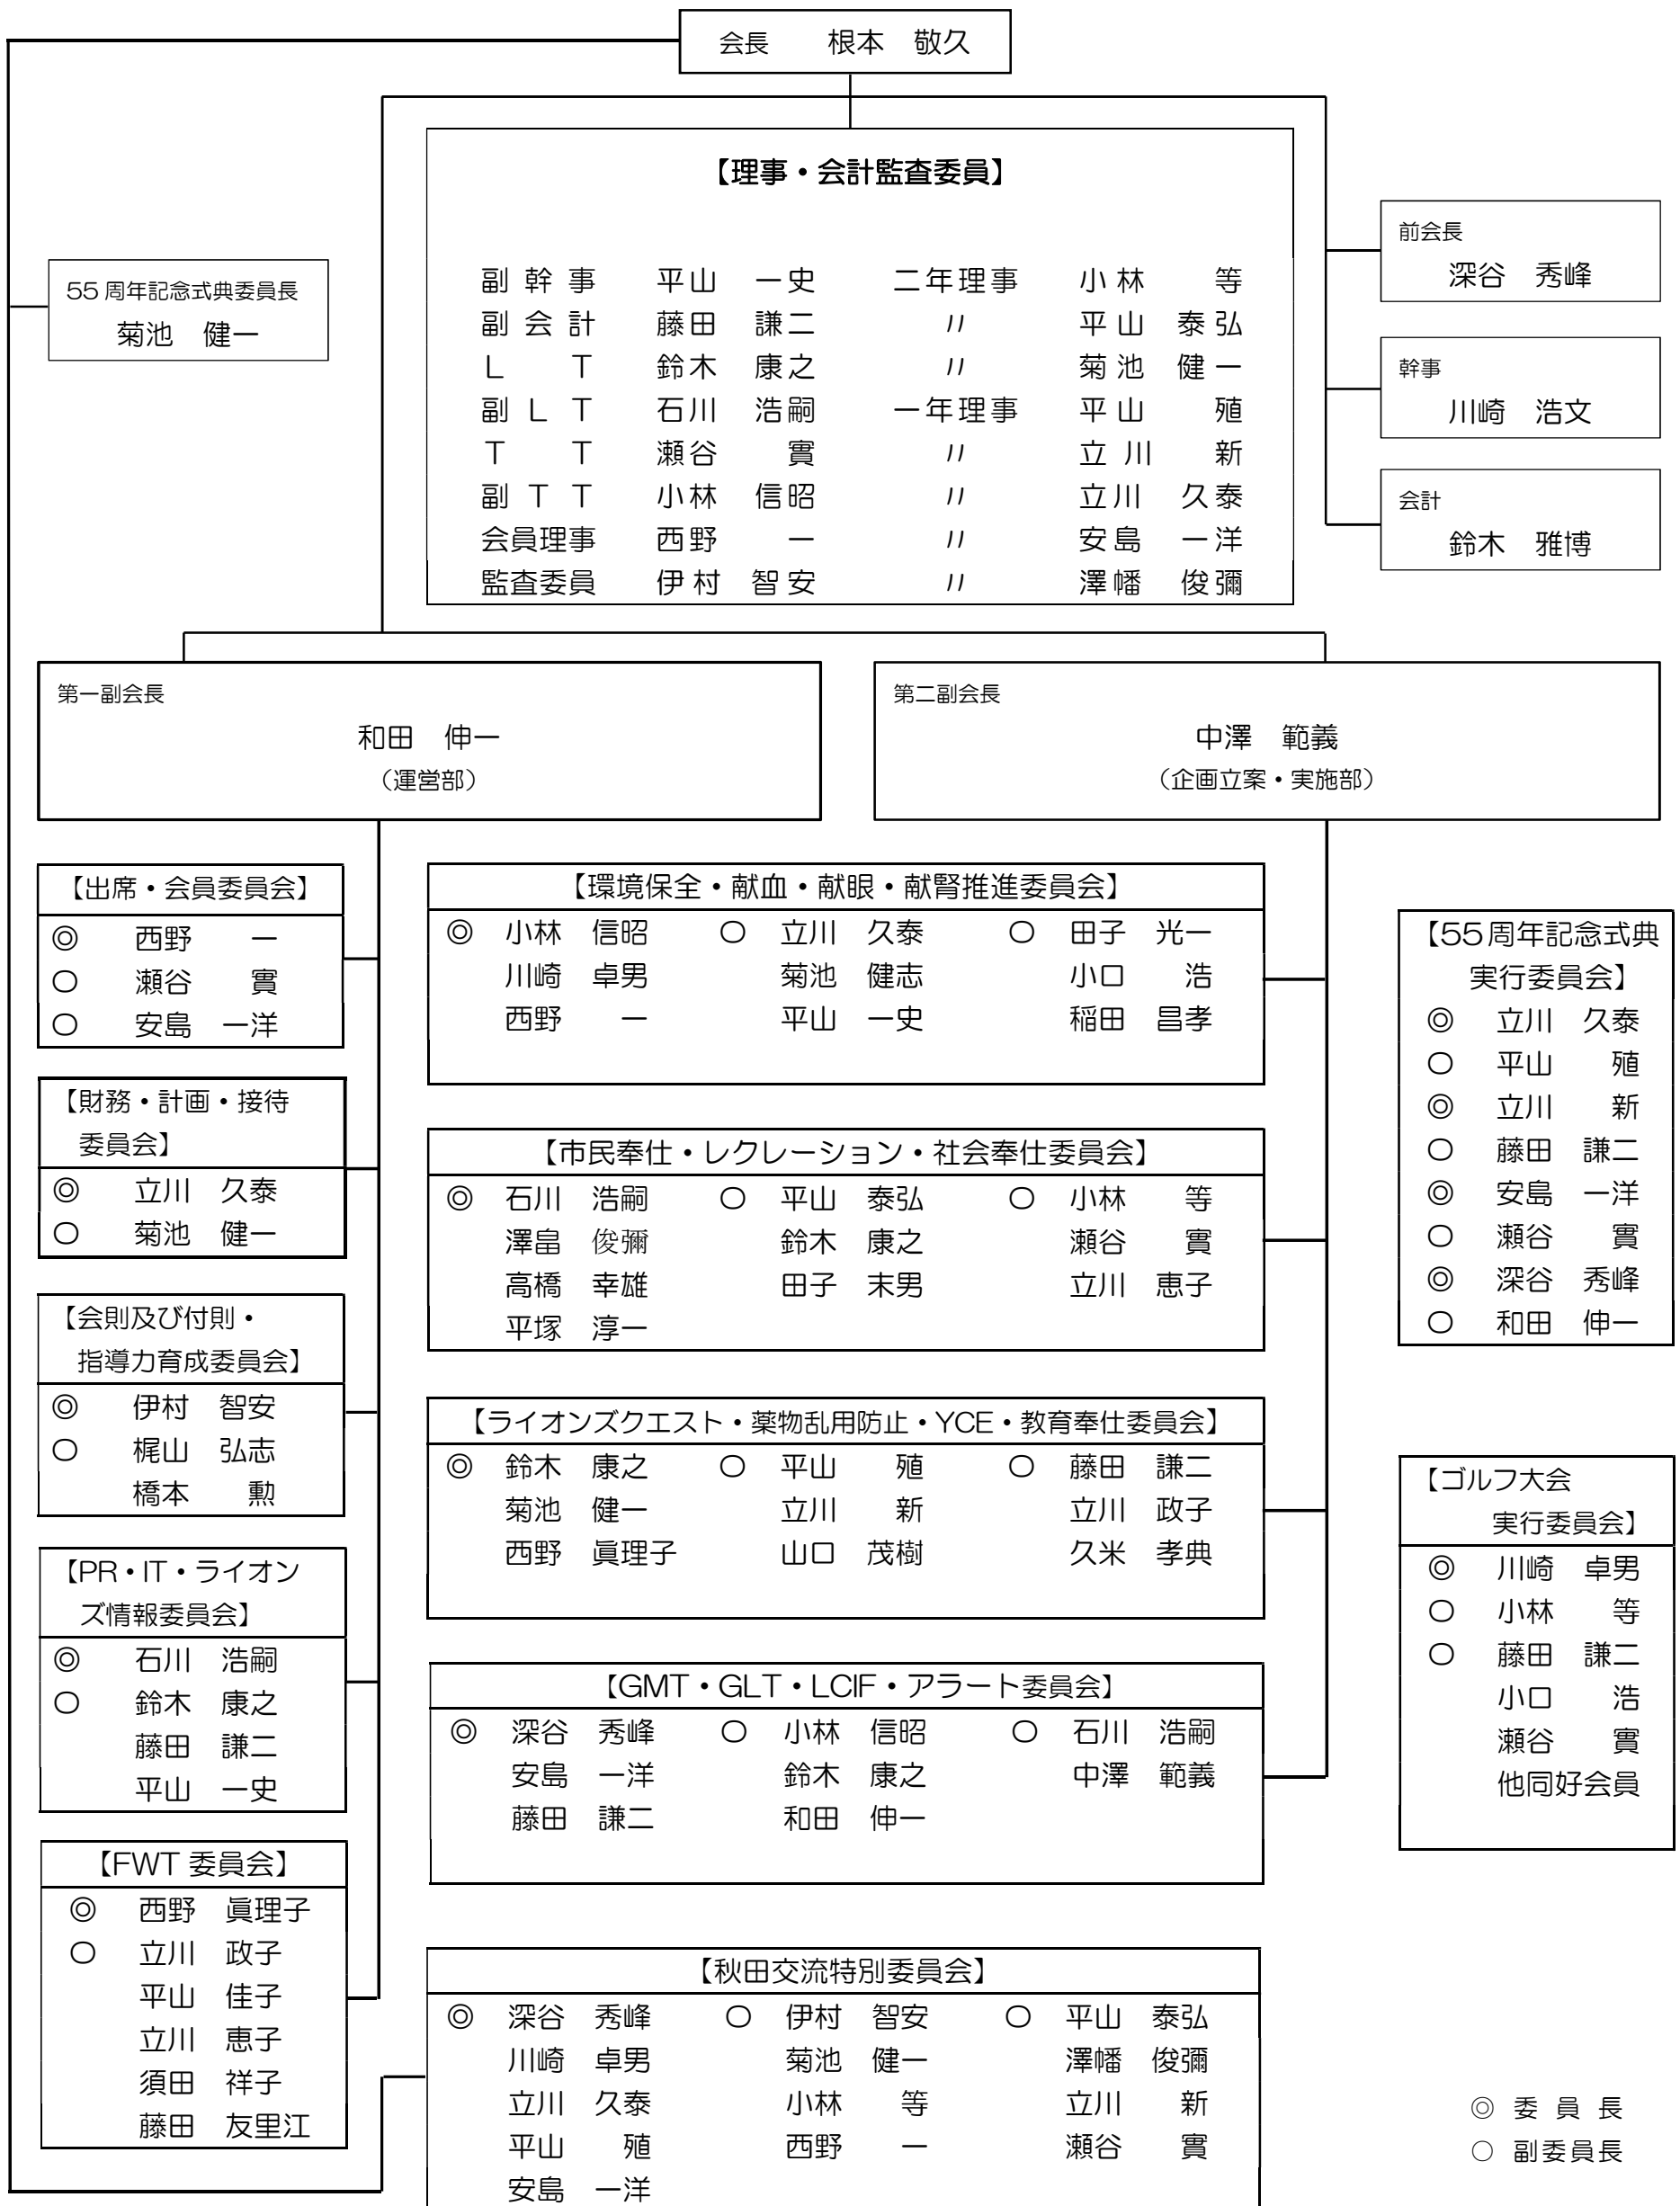 会長 根本 敬久
【理事・会計監査委員】
副幹事 平山 一史 二年理事 小林 等
副会計 藤田 謙二 〃 平山 泰弘
L T 鈴木 康之 〃 菊池 健一
副 L T 石川 浩嗣 一年理事 平山 殖
T T 瀬谷 實 〃 立川 新
副 T T 小林 信昭 〃 立川 久泰
会員理事 西野 一 〃 安島 一洋
監査委員 伊村 智安 〃 澤幡 俊彌
55周年記念式典委員長
菊池 健一
前会長
深谷 秀峰
幹事
川崎 浩文
会計
鈴木 雅博
第一副会長
和田 伸一
（運営部）
第二副会長
中澤 範義
（企画立案・実施部）
【出席・会員委員会】
◎ 西野 一
○ 瀬谷 實
○ 安島 一洋
【財務・計画・接待
委員会】
◎ 立川 久泰
○ 菊池 健一
【会則及び付則・
指導力育成委員会】
◎ 伊村 智安
○ 梶山 弘志
橋本 勲
【PR・IT・ライオン
ズ情報委員会】
◎ 石川 浩嗣
○ 鈴木 康之
藤田 謙二
平山 一史
【FWT 委員会】
◎ 西野 眞理子
○ 立川 政子
平山 佳子
立川 恵子
須田 祥子
藤田 友里江
【環境保全・献血・献眼・献腎推進委員会】
◎ 小林 信昭 ○ 立川 久泰 ○ 田子 光一
川崎 卓男 菊池 健志 小口 浩
西野 一 平山 一史 稲田 昌孝
【市民奉仕・レクレーション・社会奉仕委員会】
◎ 石川 浩嗣 ○ 平山 泰弘 ○ 小林 等
澤畠 俊彌 鈴木 康之 瀬谷 實
高橋 幸雄 田子 末男 立川 恵子
平塚 淳一
【ライオンズクエスト・薬物乱用防止・YCE・教育奉仕委員会】
◎ 鈴木 康之 ○ 平山 殖 ○ 藤田 謙二
菊池 健一 立川 新 立川 政子
西野 眞理子 山口 茂樹 久米 孝典
【GMT・GLT・LCIF・アラート委員会】
◎ 深谷 秀峰 ○ 小林 信昭 ○ 石川 浩嗣
安島 一洋 鈴木 康之 中澤 範義
藤田 謙二 和田 伸一
【秋田交流特別委員会】
◎ 深谷 秀峰 ○ 伊村 智安 ○ 平山 泰弘
川崎 卓男 菊池 健一 澤幡 俊彌
立川 久泰 小林 等 立川 新
平山 殖 西野 一 瀬谷 實
安島 一洋
【55周年記念式典
実行委員会】
◎ 立川 久泰
○ 平山 殖
◎ 立川 新
○ 藤田 謙二
◎ 安島 一洋
○ 瀬谷 實
◎ 深谷 秀峰
○ 和田 伸一
【ゴルフ大会
実行委員会】
◎ 川崎 卓男
○ 小林 等
○ 藤田 謙二
小口 浩
瀬谷 實
他同好会員
◎ 委員長
○ 副委員長